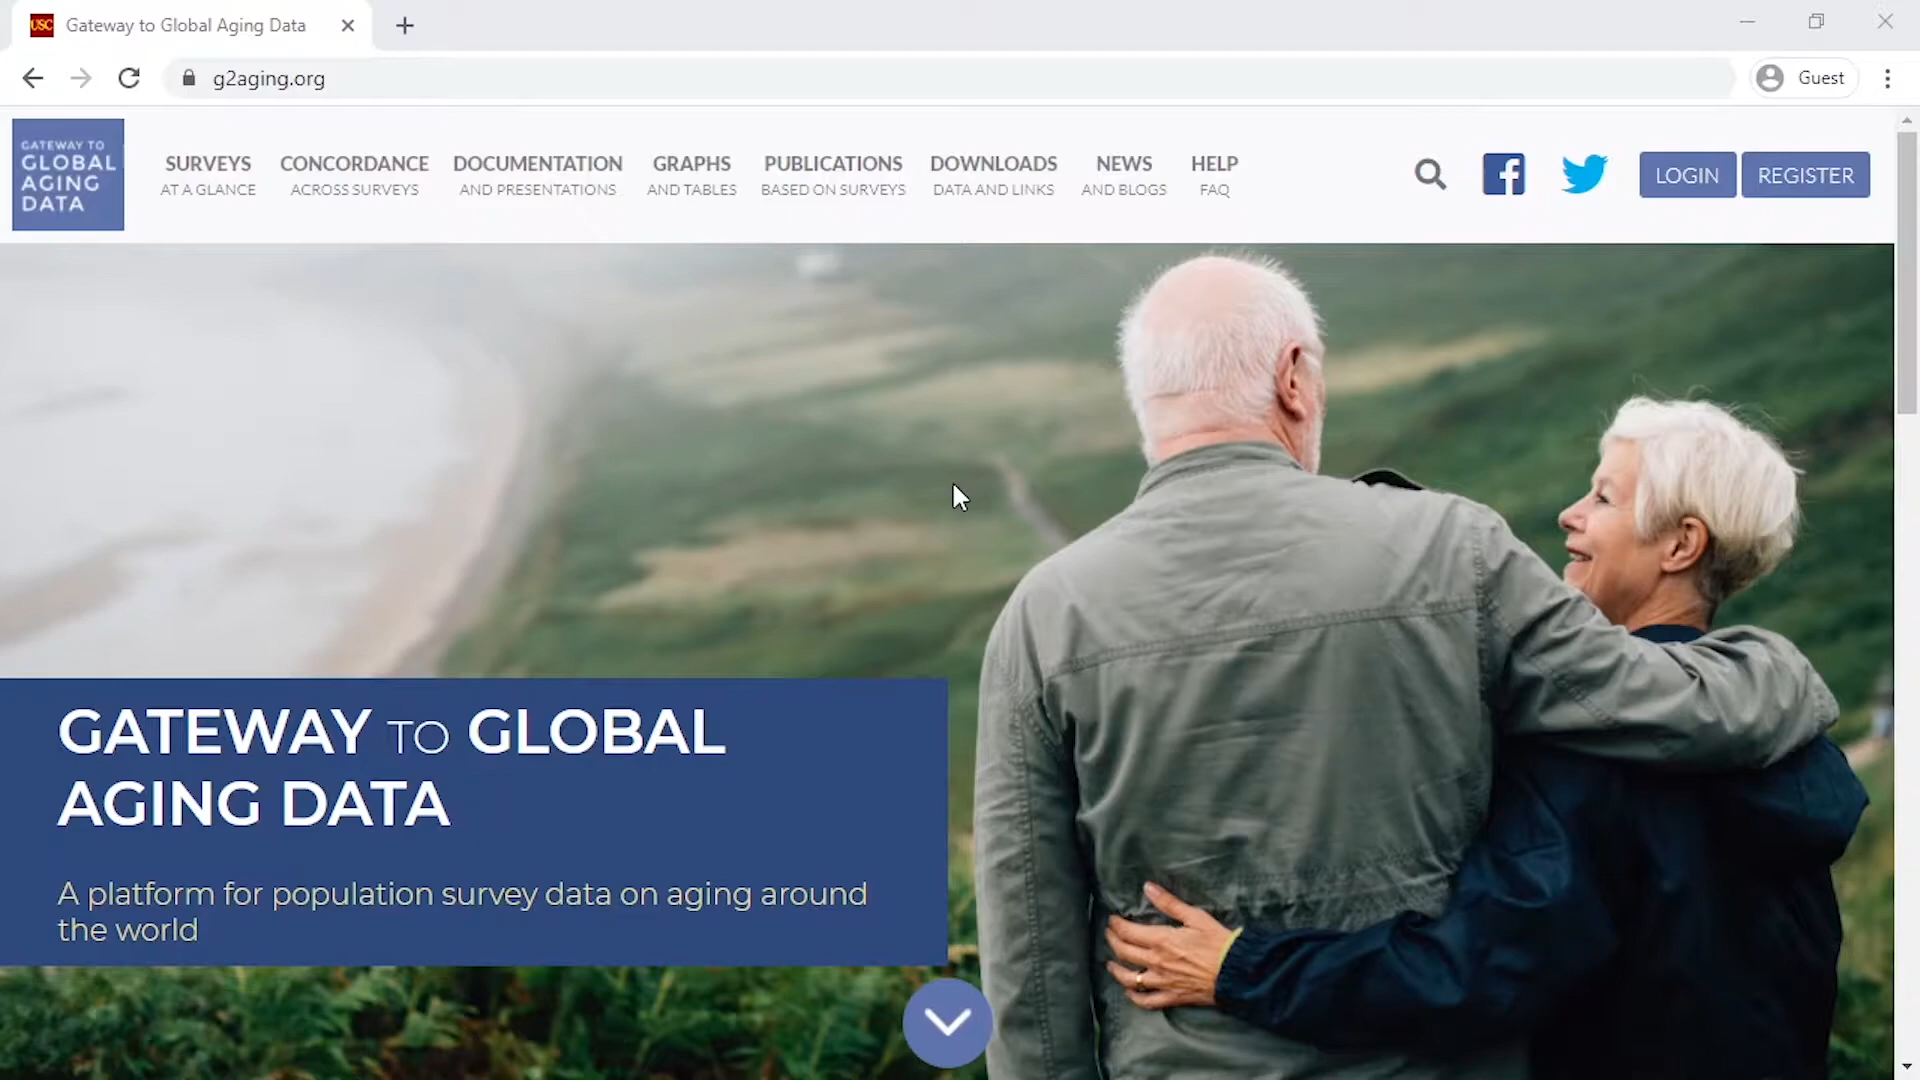 USC Gateway to Global Aging Data
g2aging.org
Guest
GATEWAY TO
GLOBAL
AGING
DATA
SURVEYS CONCORDANCE DOCUMENTATION GRAPHS PUBLICATIONS DOWNLOADS NEWS HELP
AT A GLANCE ACROSS SURVEYS AND PRESENTATIONS AND TABLES BASED ON SURVEYS DATA AND LINKS AND BLOGS FAQ
LOGIN REGISTER
GATEWAY TO GLOBAL
AGING DATA
A platform for population survey data on aging around
the world